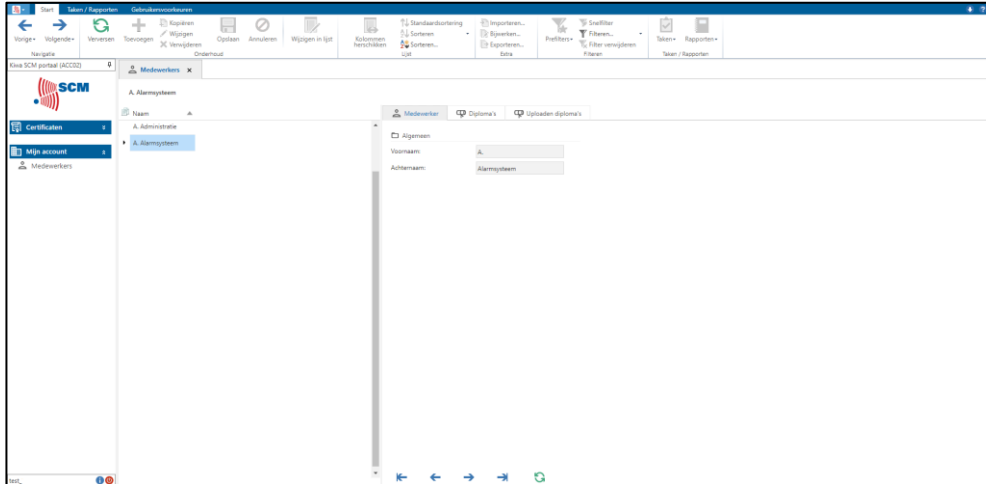 Start Taken / Rapporten Gebruikersvoorkeuren
Vorige Volgende Verversen Toevoegen Kopiëren Wijzigen Verwijderen Opslaan Annuleren Wijzigen in lijst Kolommen herschikken Standaardsortering Sorteren Sorteren... Importeren... Bijwerken... Exporteren... Prefilters Snelfilter Filteren... Filter verwijderen Taken Rapporten
Navigatie Onderhoud Lijst Extra Filteren Taken / Rapporten
Kiwa SCM portaal (ACC02) Medewerkers x
SCM
A. Alarmsysteem
Naam Medewerker Diploma's Uploaden diploma's
Certificaten A. Administratie
Algemeen
A. Alarmsysteem
Mijn account Voornaam: A.
Medewerkers Achternaam: Alarmsysteem
test_